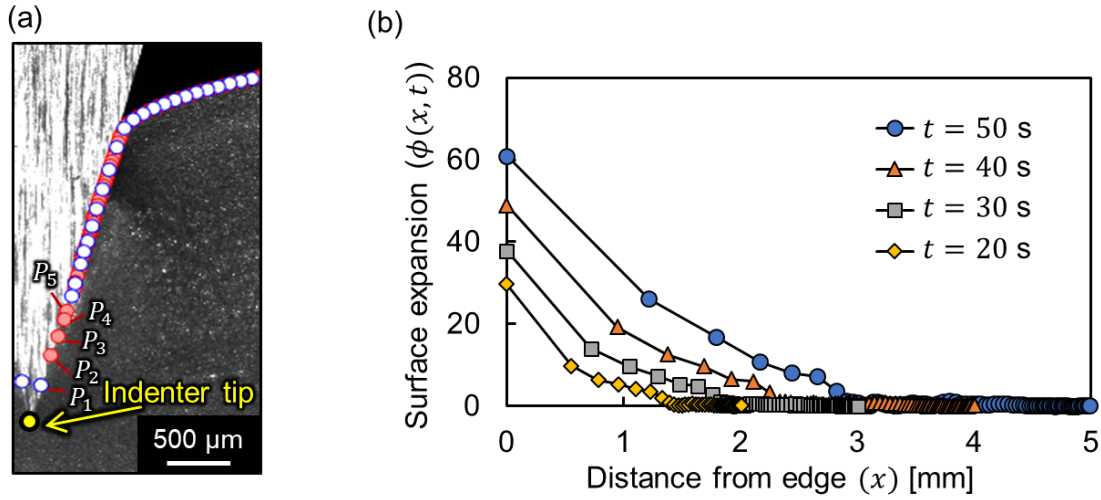 (a)
P₅
P₄
P₃
P₂
P₁
Indenter tip
500 μm
(b)
Surface expansion (ϕ(x, t))
80
60
40
20
0
t = 50 s
t = 40 s
t = 30 s
t = 20 s
0 1 2 3 4 5
Distance from edge (x) [mm]